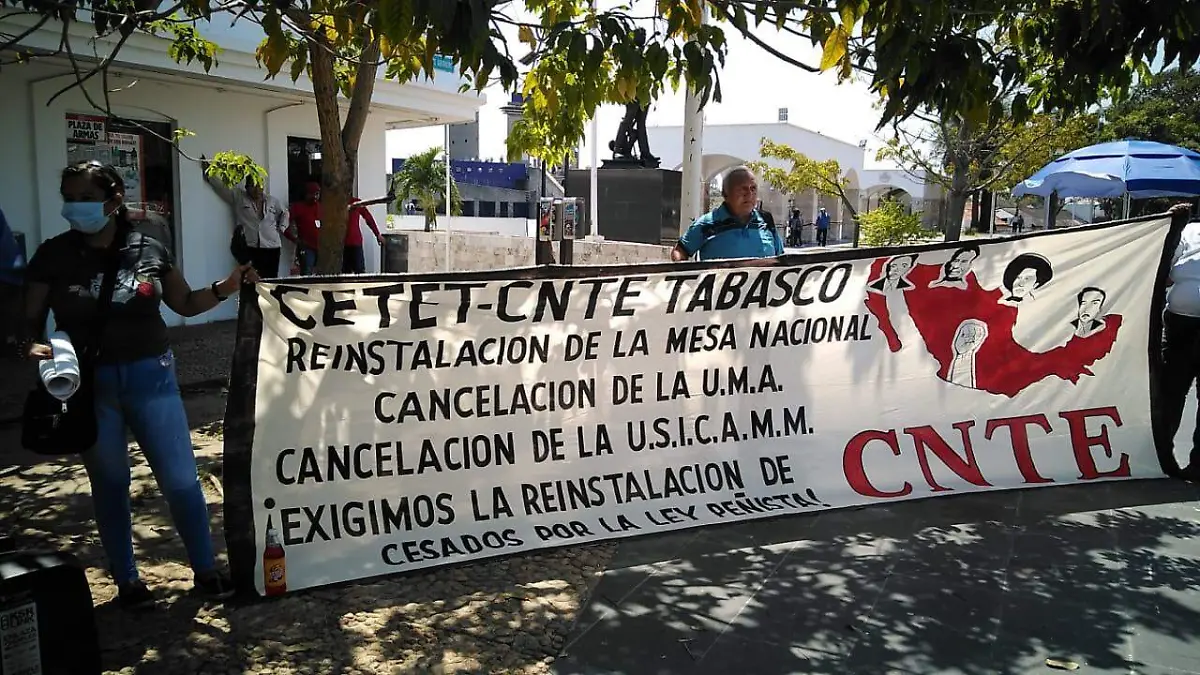 PLAZA DE
ARMAS
CETET-CNTE TABASCO
REINSTALACION DE LA MESA NACIONAL
CANCELACION DE LA U.M.A.
CANCELACION DE LA U.S.I.C.A.M.M.
¡EXIGIMOS LA REINSTALACION DE
CESADOS POR LA LEY PEÑISTA!
CNTE